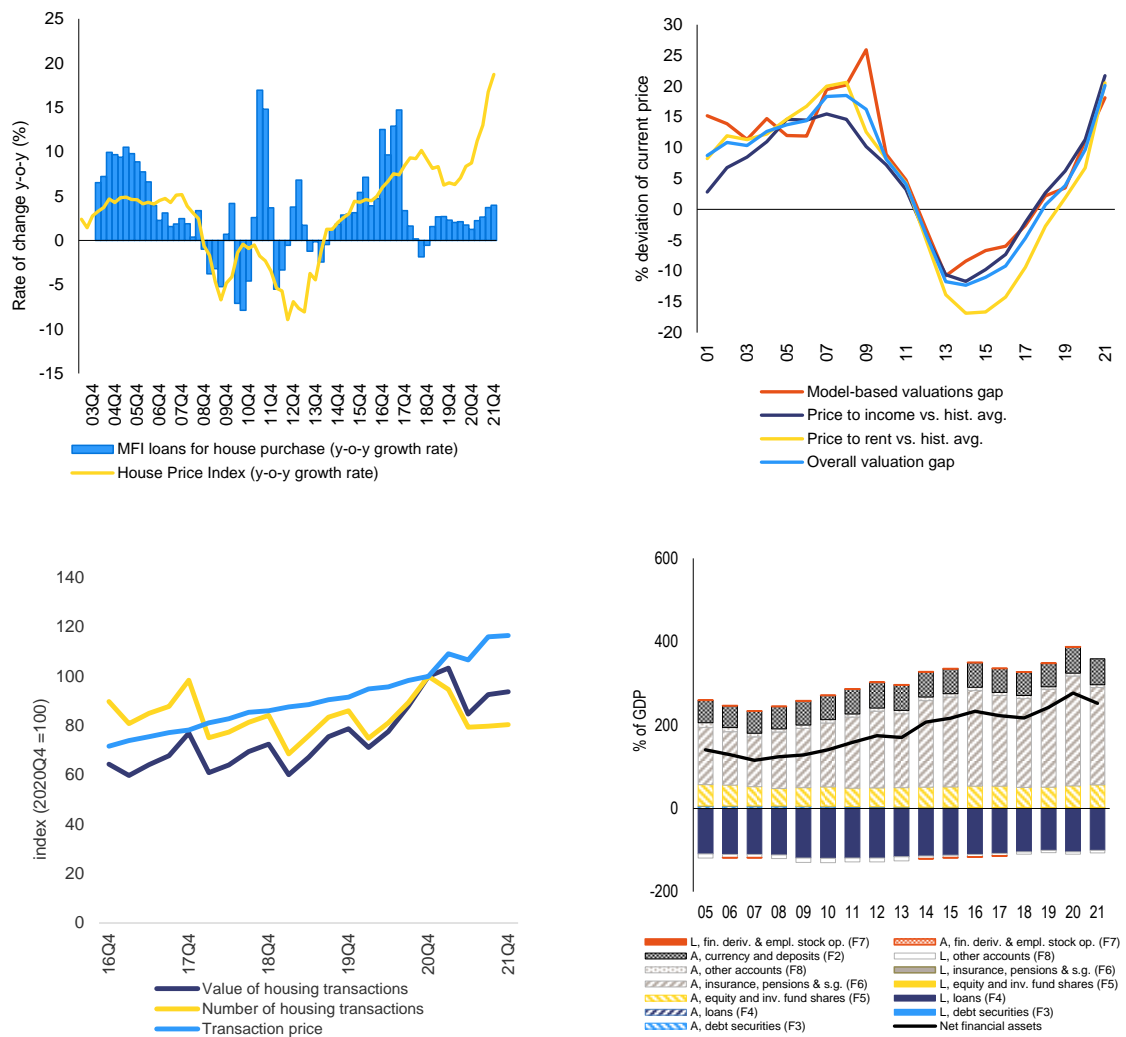 Rate of change y-o-y (%)
25
20
15
10
5
0
-5
-10
-15
03Q4
04Q4
05Q4
06Q4
07Q4
08Q4
09Q4
10Q4
11Q4
12Q4
13Q4
14Q4
15Q4
16Q4
17Q4
18Q4
19Q4
20Q4
21Q4
MFI loans for house purchase (y-o-y growth rate)
House Price Index (y-o-y growth rate)
% deviation of current price
30
25
20
15
10
5
0
-5
-10
-15
-20
01
03
05
07
09
11
13
15
17
19
21
Model-based valuations gap
Price to income vs. hist. avg.
Price to rent vs. hist. avg.
Overall valuation gap
index (2020Q4 =100)
140
120
100
80
60
40
20
0
16Q4
17Q4
18Q4
19Q4
20Q4
21Q4
Value of housing transactions
Number of housing transactions
Transaction price
% of GDP
600
400
200
0
-200
05 06 07 08 09 10 11 12 13 14 15 16 17 18 19 20 21
L, fin. deriv. & empl. stock op. (F7)
A, currency and deposits (F2)
A, other accounts (F8)
A, insurance, pensions & s.g. (F6)
A, equity and inv. fund shares (F5)
A, loans (F4)
A, debt securities (F3)
A, fin. deriv. & empl. stock op. (F7)
L, other accounts (F8)
L, insurance, pensions & s.g. (F6)
L, equity and inv. fund shares (F5)
L, loans (F4)
L, debt securities (F3)
Net financial assets